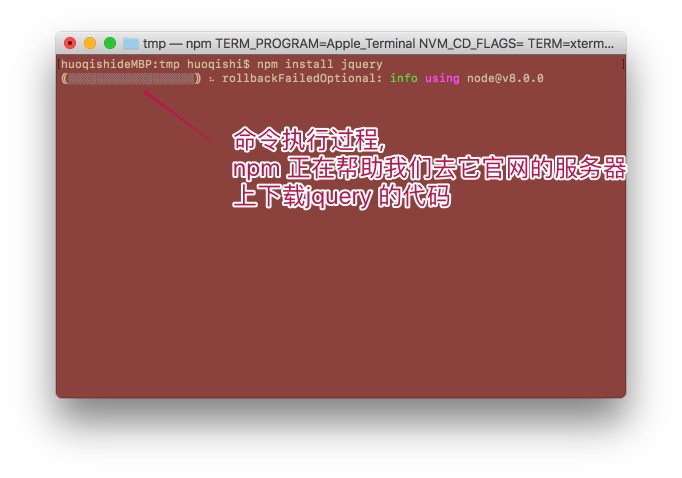 tmp — npm TERM_PROGRAM=Apple_Terminal NVM_CD_FLAGS= TERM=xterm...
[huoqishideMBP:tmp huoqishi$ npm install jquery ]
(░░░░░░░░░░░░░░░░░░) ⠦ rollbackFailedOptional: info using node@v8.0.0
命令执行过程,
npm 正在帮助我们去它官网的服务器
上下载jquery 的代码